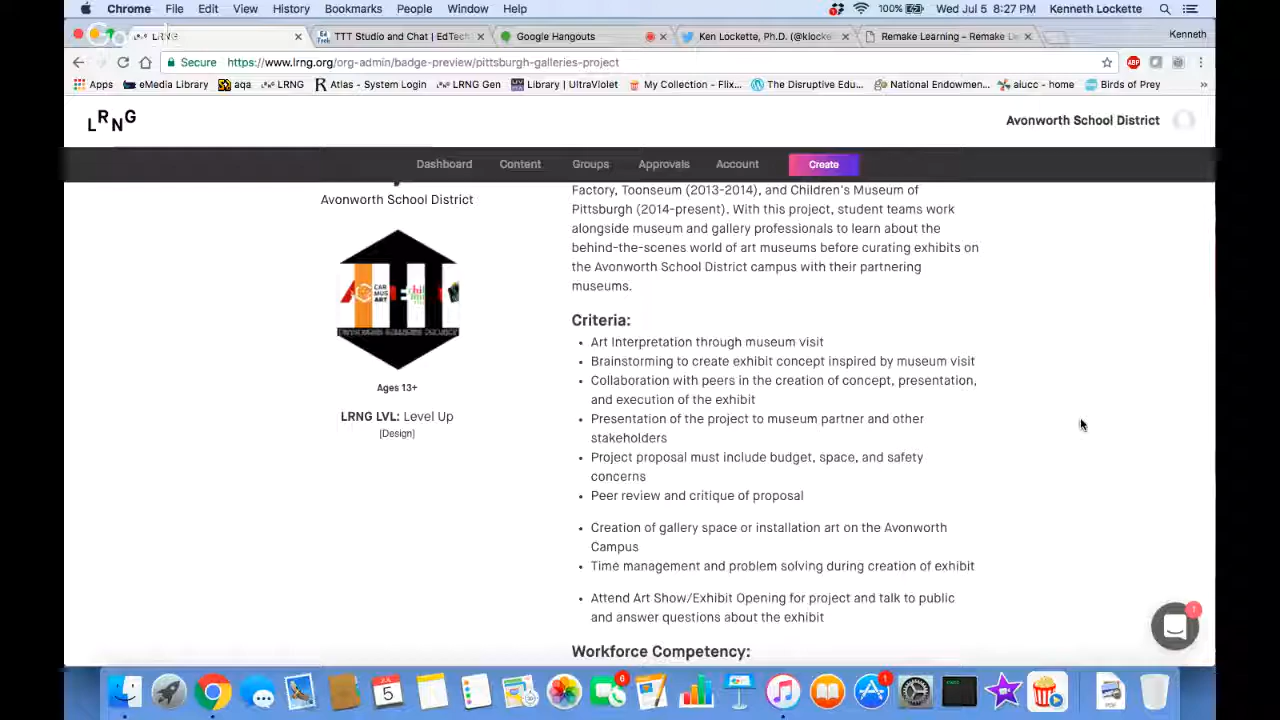 Chrome File Edit View History Bookmarks People Window Help 100% Wed Jul 5 8:27 PM Kenneth Lockette
LRNG TTT Studio and Chat | EdTech Google Hangouts Ken Lockette, Ph.D. (@klocke Remake Learning – Remake Le Kenneth
Secure https://www.lrng.org/org-admin/badge-preview/pittsburgh-galleries-project
Apps eMedia Library aqa LRNG Atlas - System Login LRNG Gen Library | UltraViolet My Collection - Flix... The Disruptive Edu... National Endowmen... aiucc - home Birds of Prey
LRNG Avonworth School District
Dashboard Content Groups Approvals Account Create
Avonworth School District
CAR
MUS
ART
Ages 13+
LRNG LVL: Level Up
[Design]
Factory, Toonseum (2013-2014), and Children's Museum of
Pittsburgh (2014-present). With this project, student teams work
alongside museum and gallery professionals to learn about the
behind-the-scenes world of art museums before curating exhibits on
the Avonworth School District campus with their partnering
museums.
Criteria:
• Art Interpretation through museum visit
• Brainstorming to create exhibit concept inspired by museum visit
• Collaboration with peers in the creation of concept, presentation,
and execution of the exhibit
• Presentation of the project to museum partner and other
stakeholders
• Project proposal must include budget, space, and safety
concerns
• Peer review and critique of proposal
• Creation of gallery space or installation art on the Avonworth
Campus
• Time management and problem solving during creation of exhibit
• Attend Art Show/Exhibit Opening for project and talk to public
and answer questions about the exhibit
Workforce Competency:
1
JUL
5
6
1
PDF